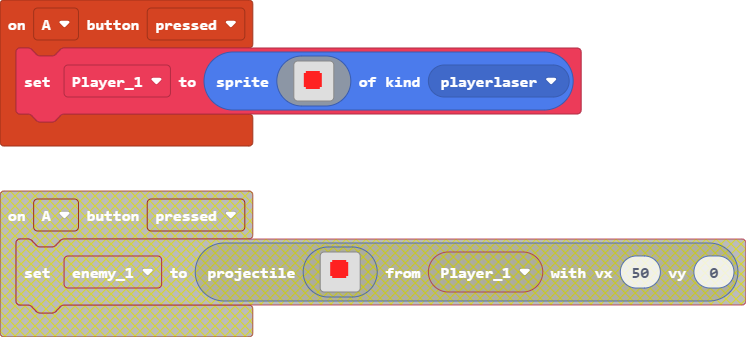 on A button pressed
set Player_1 to sprite of kind playerlaser
on A button pressed
set enemy_1 to projectile from Player_1 with vx 50 vy 0